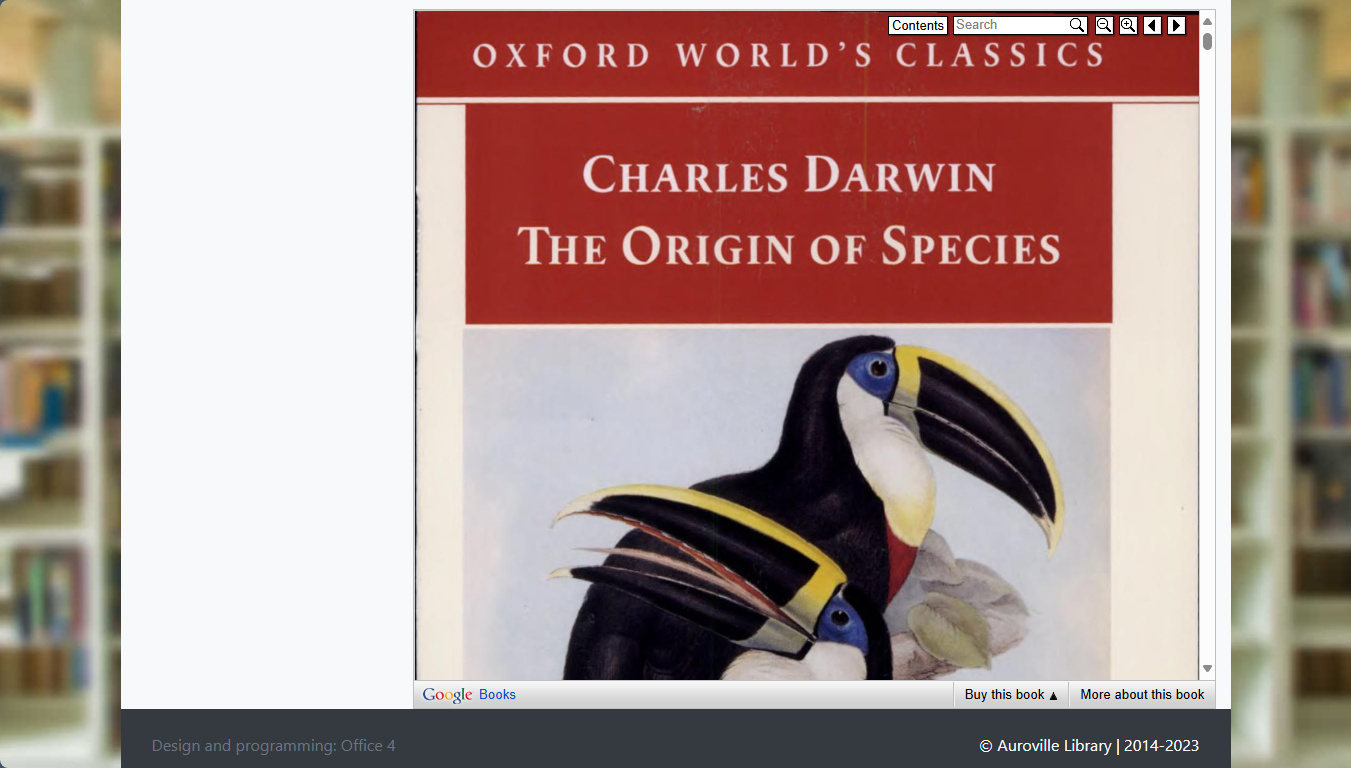 Contents
Search
OXFORD WORLD'S CLASSICS
CHARLES DARWIN
THE ORIGIN OF SPECIES
Google Books
Buy this book ▲
More about this book
Design and programming: Office 4
© Auroville Library | 2014-2023